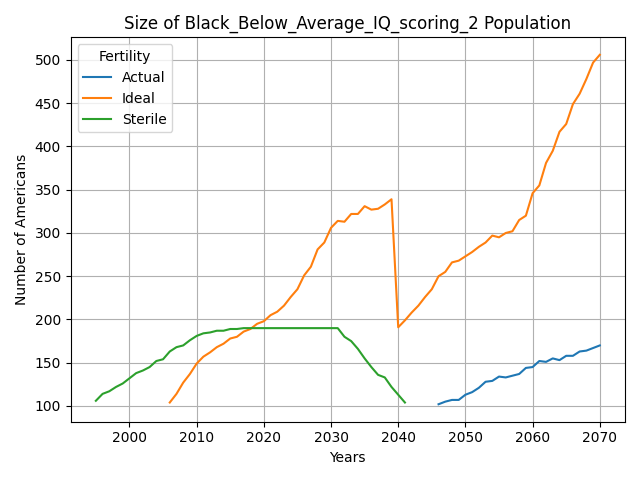 Size of Black_Below_Average_IQ_scoring_2 Population
Fertility
Actual
Ideal
Sterile
Number of Americans
500
450
400
350
300
250
200
150
100
2000 2010 2020 2030 2040 2050 2060 2070
Years